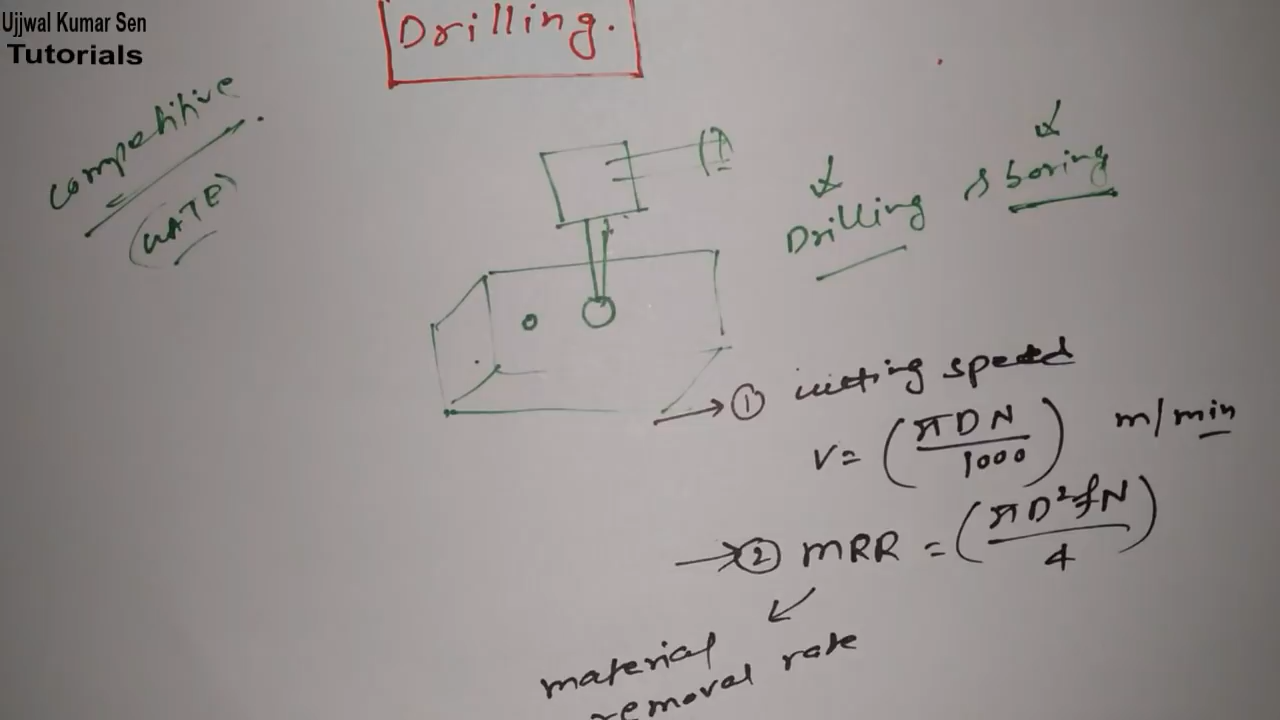 Ujjwal Kumar Sen
Tutorials
Drilling.
competitive
(GATE)
Drilling & boring
→ ① cutting speed
V = (πDN / 1000) m/min
→ ② MRR = (πD²fN / 4)
material
removal rate